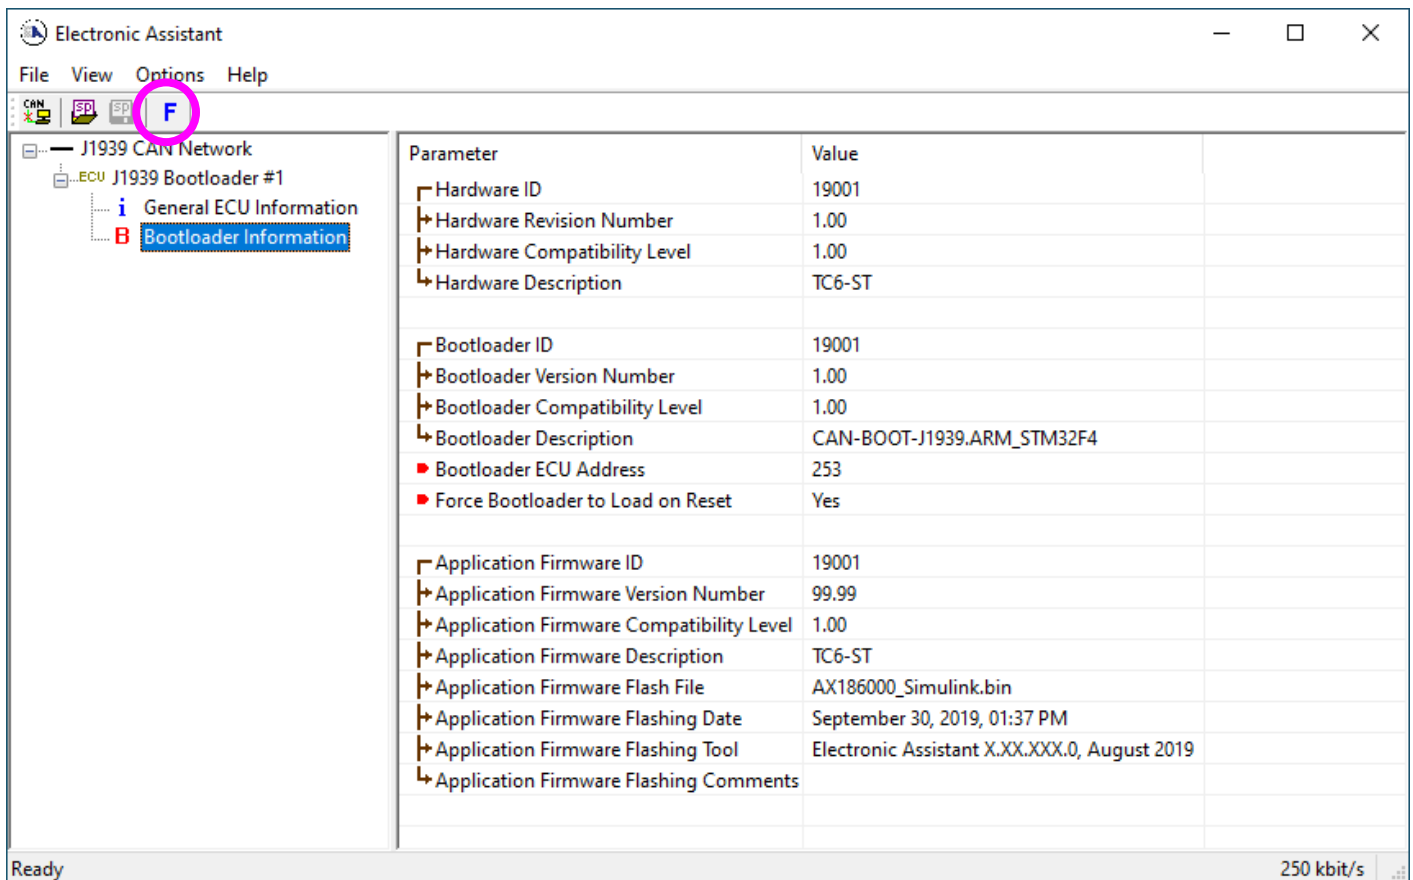 Electronic Assistant
File View Options Help
CAN SP SP F
J1939 CAN Network
ECU J1939 Bootloader #1
i General ECU Information
B Bootloader Information
Parameter Value
Hardware ID 19001
Hardware Revision Number 1.00
Hardware Compatibility Level 1.00
Hardware Description TC6-ST
Bootloader ID 19001
Bootloader Version Number 1.00
Bootloader Compatibility Level 1.00
Bootloader Description CAN-BOOT-J1939.ARM_STM32F4
Bootloader ECU Address 253
Force Bootloader to Load on Reset Yes
Application Firmware ID 19001
Application Firmware Version Number 99.99
Application Firmware Compatibility Level 1.00
Application Firmware Description TC6-ST
Application Firmware Flash File AX186000_Simulink.bin
Application Firmware Flashing Date September 30, 2019, 01:37 PM
Application Firmware Flashing Tool Electronic Assistant X.XX.XXX.0, August 2019
Application Firmware Flashing Comments
Ready 250 kbit/s